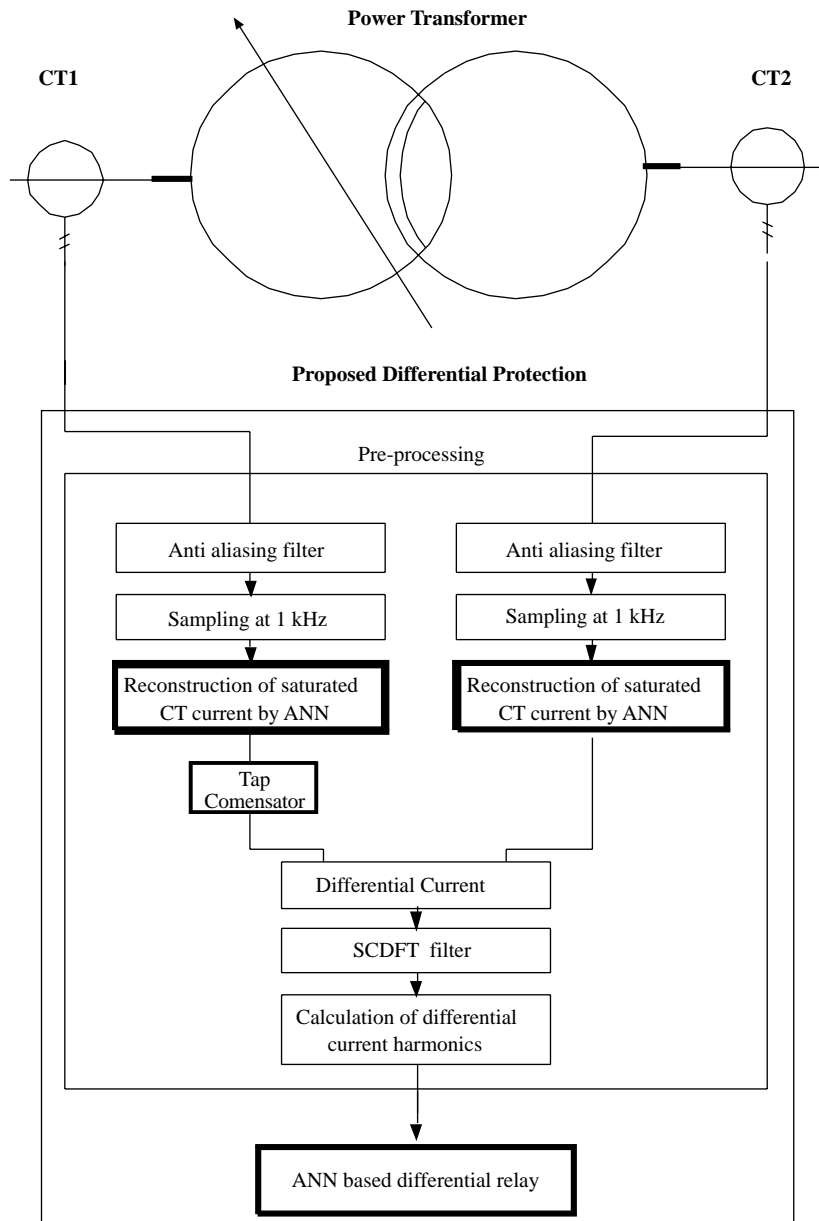 Power Transformer
CT1
CT2
Proposed Differential Protection
Pre-processing
Anti aliasing filter
Anti aliasing filter
Sampling at 1 kHz
Sampling at 1 kHz
Reconstruction of saturated
CT current by ANN
Reconstruction of saturated
CT current by ANN
Tap
Comensator
Differential Current
SCDFT filter
Calculation of differential
current harmonics
ANN based differential relay